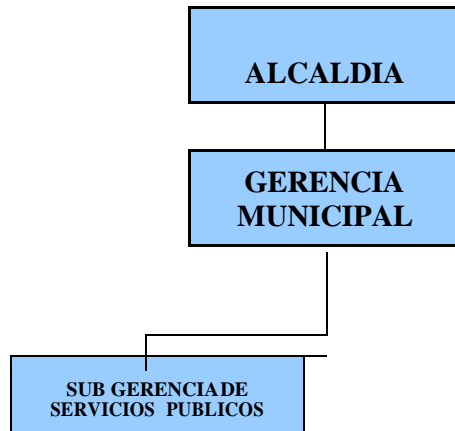 ALCALDIA
GERENCIA
MUNICIPAL
SUB GERENCIA DE
SERVICIOS PUBLICOS